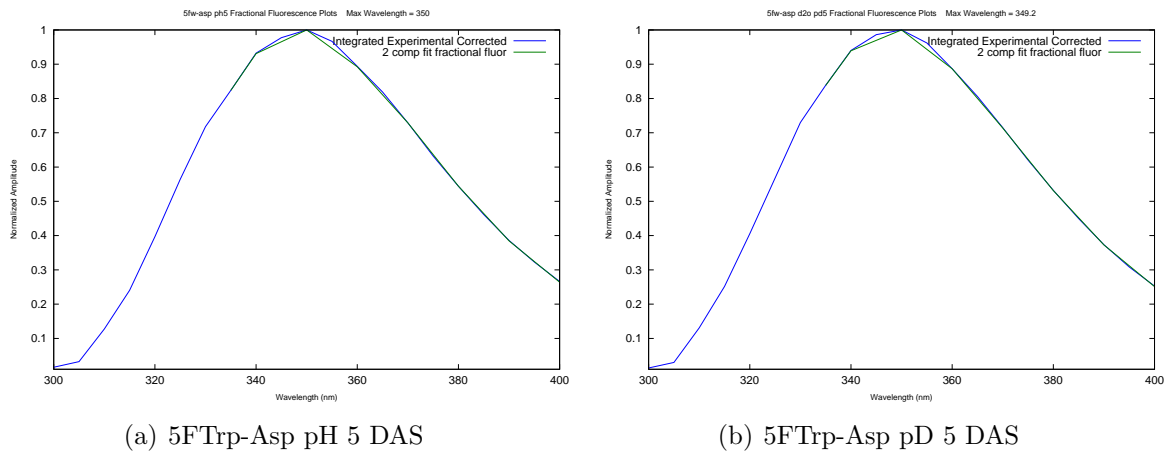 5fw-asp ph5 Fractional Fluorescence Plots Max Wavelength = 350
Integrated Experimental Corrected
2 comp fit fractional fluor
Normalized Amplitude
1
0.9
0.8
0.7
0.6
0.5
0.4
0.3
0.2
0.1
300 320 340 360 380 400
Wavelength (nm)
(a) 5FTrp-Asp pH 5 DAS
5fw-asp d2o pd5 Fractional Fluorescence Plots Max Wavelength = 349.2
Integrated Experimental Corrected
2 comp fit fractional fluor
Normalized Amplitude
1
0.9
0.8
0.7
0.6
0.5
0.4
0.3
0.2
0.1
300 320 340 360 380 400
Wavelength (nm)
(b) 5FTrp-Asp pD 5 DAS